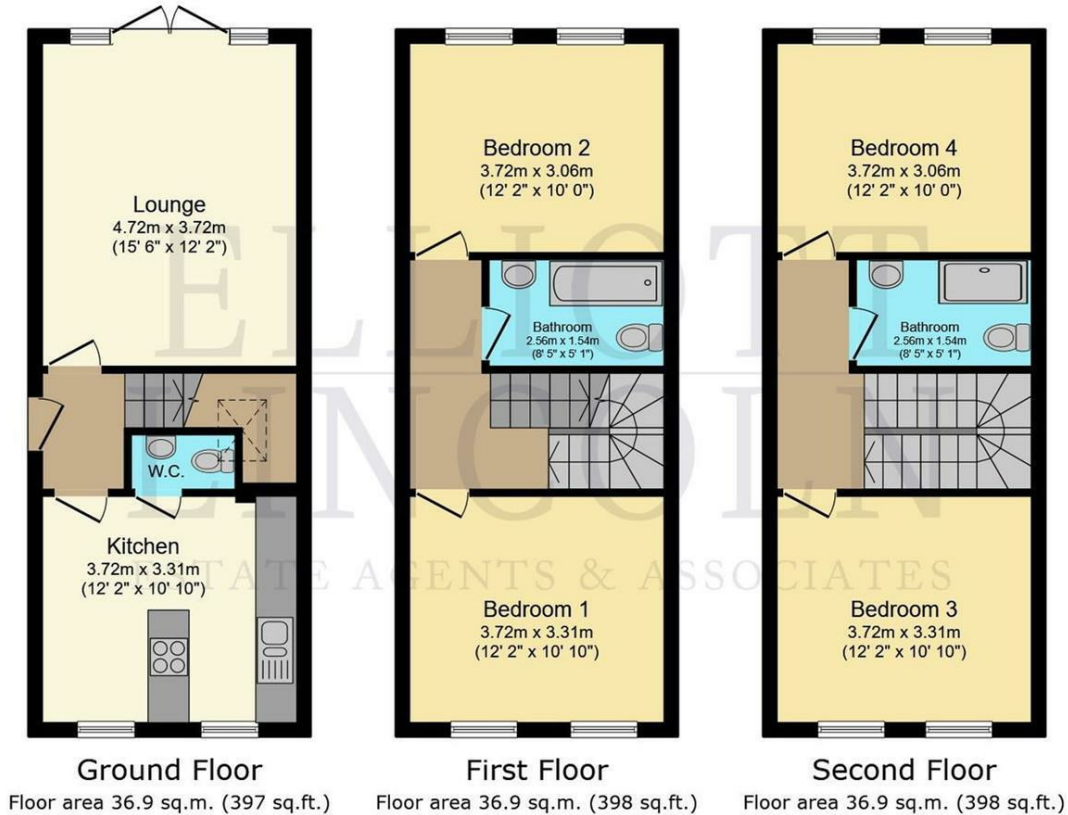 Lounge
4.72m x 3.72m
(15' 6" x 12' 2")
W.C.
Kitchen
3.72m x 3.31m
(12' 2" x 10' 10")
Ground Floor
Floor area 36.9 sq.m. (397 sq.ft.)
Bedroom 2
3.72m x 3.06m
(12' 2" x 10' 0")
Bathroom
2.56m x 1.54m
(8' 5" x 5' 1")
Bedroom 1
3.72m x 3.31m
(12' 2" x 10' 10")
First Floor
Floor area 36.9 sq.m. (398 sq.ft.)
Bedroom 4
3.72m x 3.06m
(12' 2" x 10' 0")
Bathroom
2.56m x 1.54m
(8' 5" x 5' 1")
Bedroom 3
3.72m x 3.31m
(12' 2" x 10' 10")
Second Floor
Floor area 36.9 sq.m. (398 sq.ft.)
ELLIOTT
LINCOLN
ESTATE AGENTS & ASSOCIATES